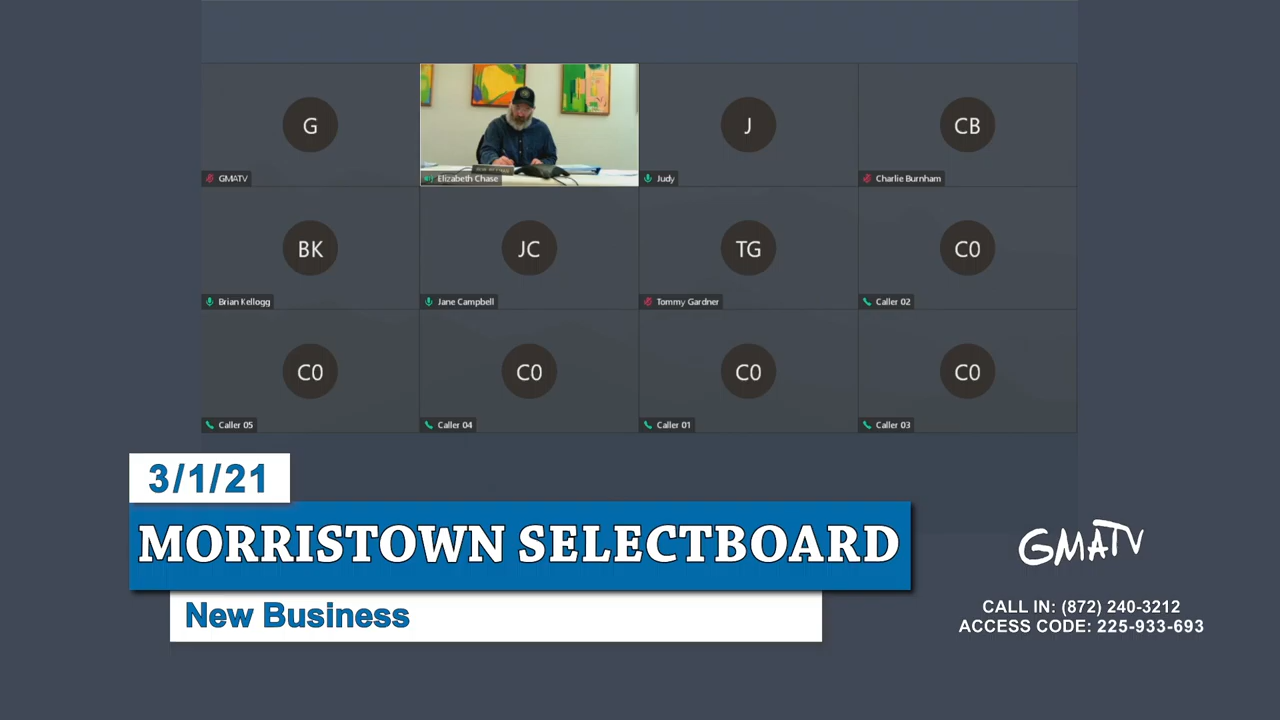 G
GMATV
Elizabeth Chase
J
Judy
CB
Charlie Burnham
BK
Brian Kellogg
JC
Jane Campbell
TG
Tommy Gardner
C0
Caller 02
C0
Caller 05
C0
Caller 04
C0
Caller 01
C0
Caller 03
3/1/21
MORRISTOWN SELECTBOARD
New Business
GMATV
CALL IN: (872) 240-3212
ACCESS CODE: 225-933-693